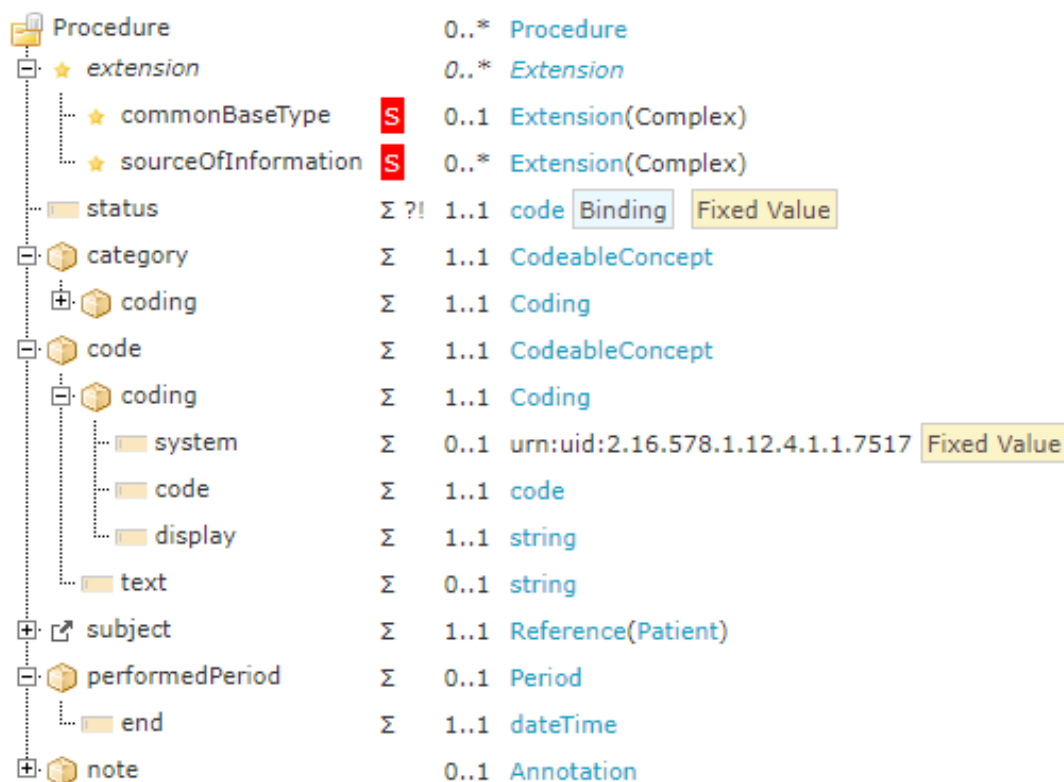 Procedure 0..* Procedure
extension 0..* Extension
commonBaseType S 0..1 Extension(Complex)
sourceOfInformation S 0..* Extension(Complex)
status Σ ?! 1..1 code Binding Fixed Value
category Σ 1..1 CodeableConcept
coding Σ 1..1 Coding
code Σ 1..1 CodeableConcept
coding Σ 1..1 Coding
system Σ 0..1 urn:uid:2.16.578.1.12.4.1.1.7517 Fixed Value
code Σ 1..1 code
display Σ 1..1 string
text Σ 0..1 string
subject Σ 1..1 Reference(Patient)
performedPeriod Σ 0..1 Period
end Σ 1..1 dateTime
note 0..1 Annotation